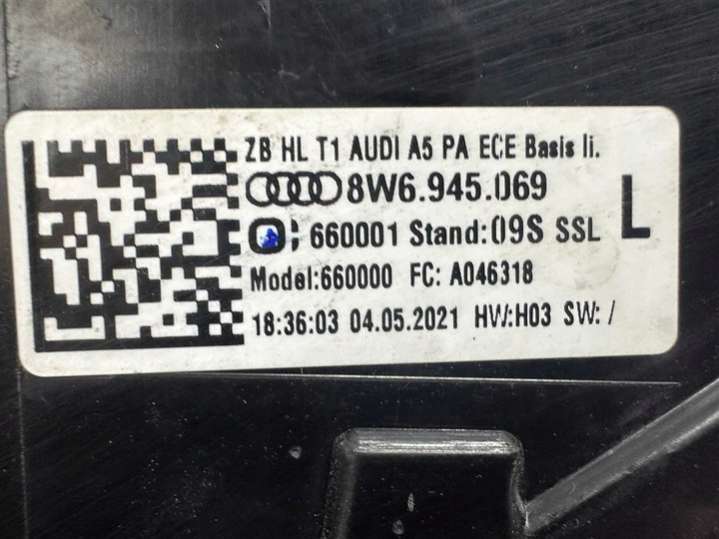 ZB HL T1 AUDI A5 PA ECE Basis li.
8W6.945.069
660001 Stand:09S SSL
L
Model:660000 FC: A046318
18:36:03 04.05.2021 HW:H03 SW: /